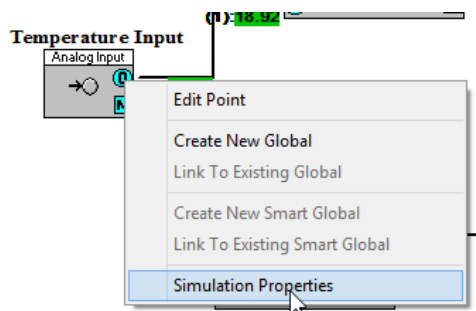 (1):18.92
Temperature Input
Analog Input
Edit Point
Create New Global
Link To Existing Global
Create New Smart Global
Link To Existing Smart Global
Simulation Properties